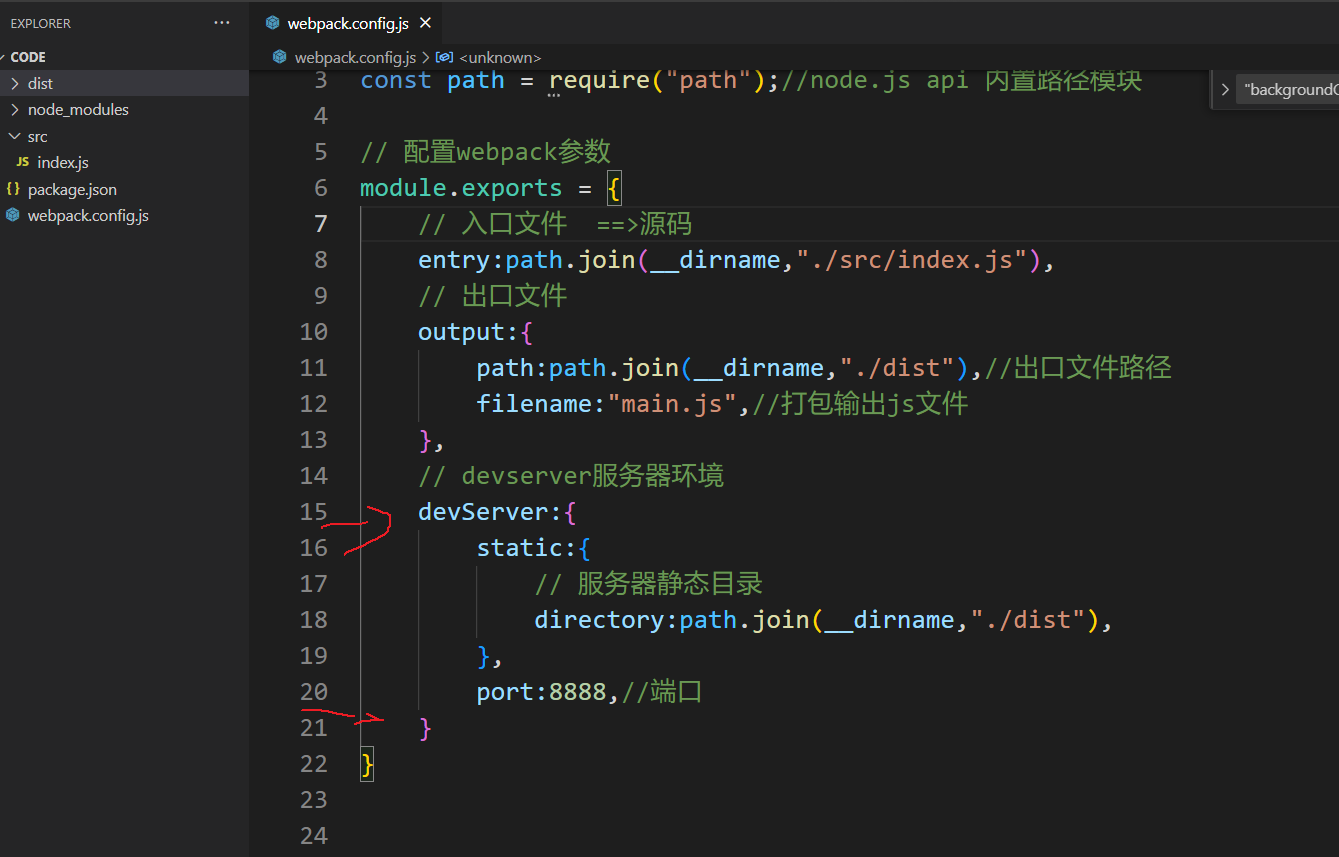 EXPLORER
···
webpack.config.js
CODE
webpack.config.js > <unknown>
dist
node_modules
src
JS index.js
{} package.json
webpack.config.js
"background
3 const path = require("path");//node.js api 内置路径模块
4
5 // 配置webpack参数
6 module.exports = {
7 // 入口文件  ==>源码
8 entry:path.join(__dirname,"./src/index.js"),
9 // 出口文件
10 output:{
11 path:path.join(__dirname,"./dist"),//出口文件路径
12 filename:"main.js",//打包输出js文件
13 },
14 // devserver服务器环境
15 devServer:{
16 static:{
17 // 服务器静态目录
18 directory:path.join(__dirname,"./dist"),
19 },
20 port:8888,//端口
21 }
22 }
23
24